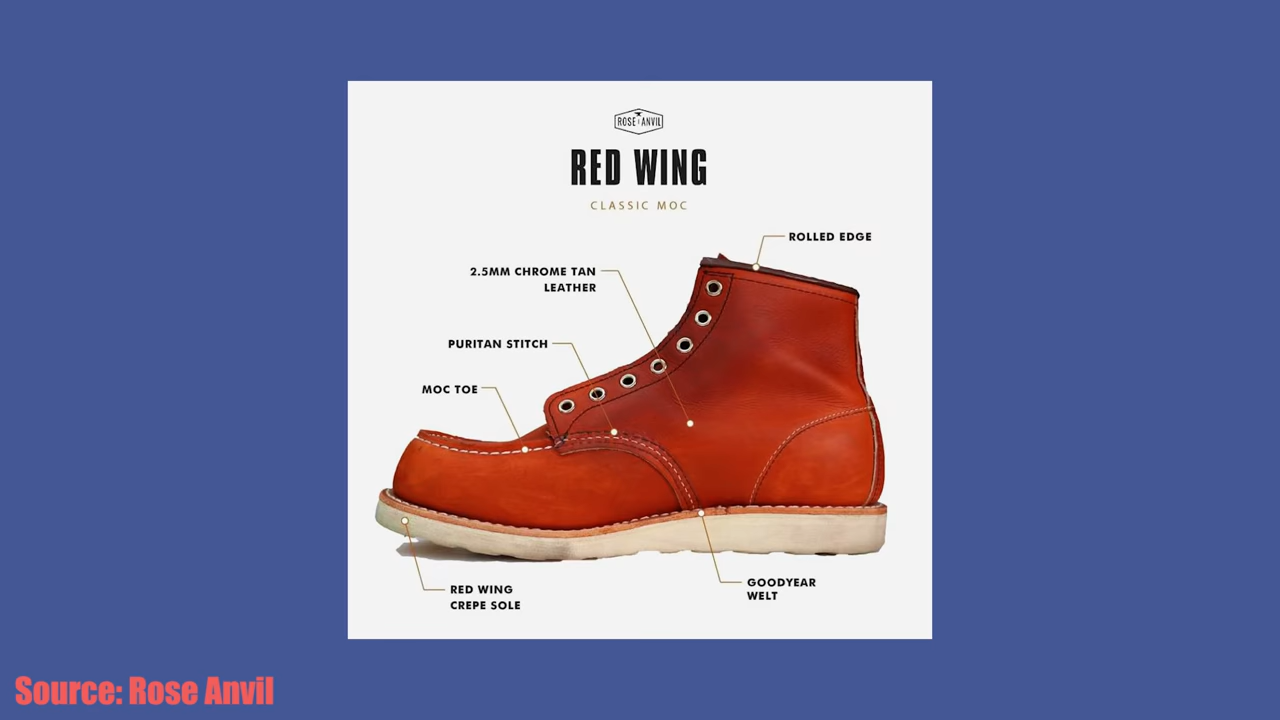 ROSE ANVIL
RED WING
CLASSIC MOC
ROLLED EDGE
2.5MM CHROME TAN
LEATHER
PURITAN STITCH
MOC TOE
RED WING
CREPE SOLE
GOODYEAR
WELT
Source: Rose Anvil